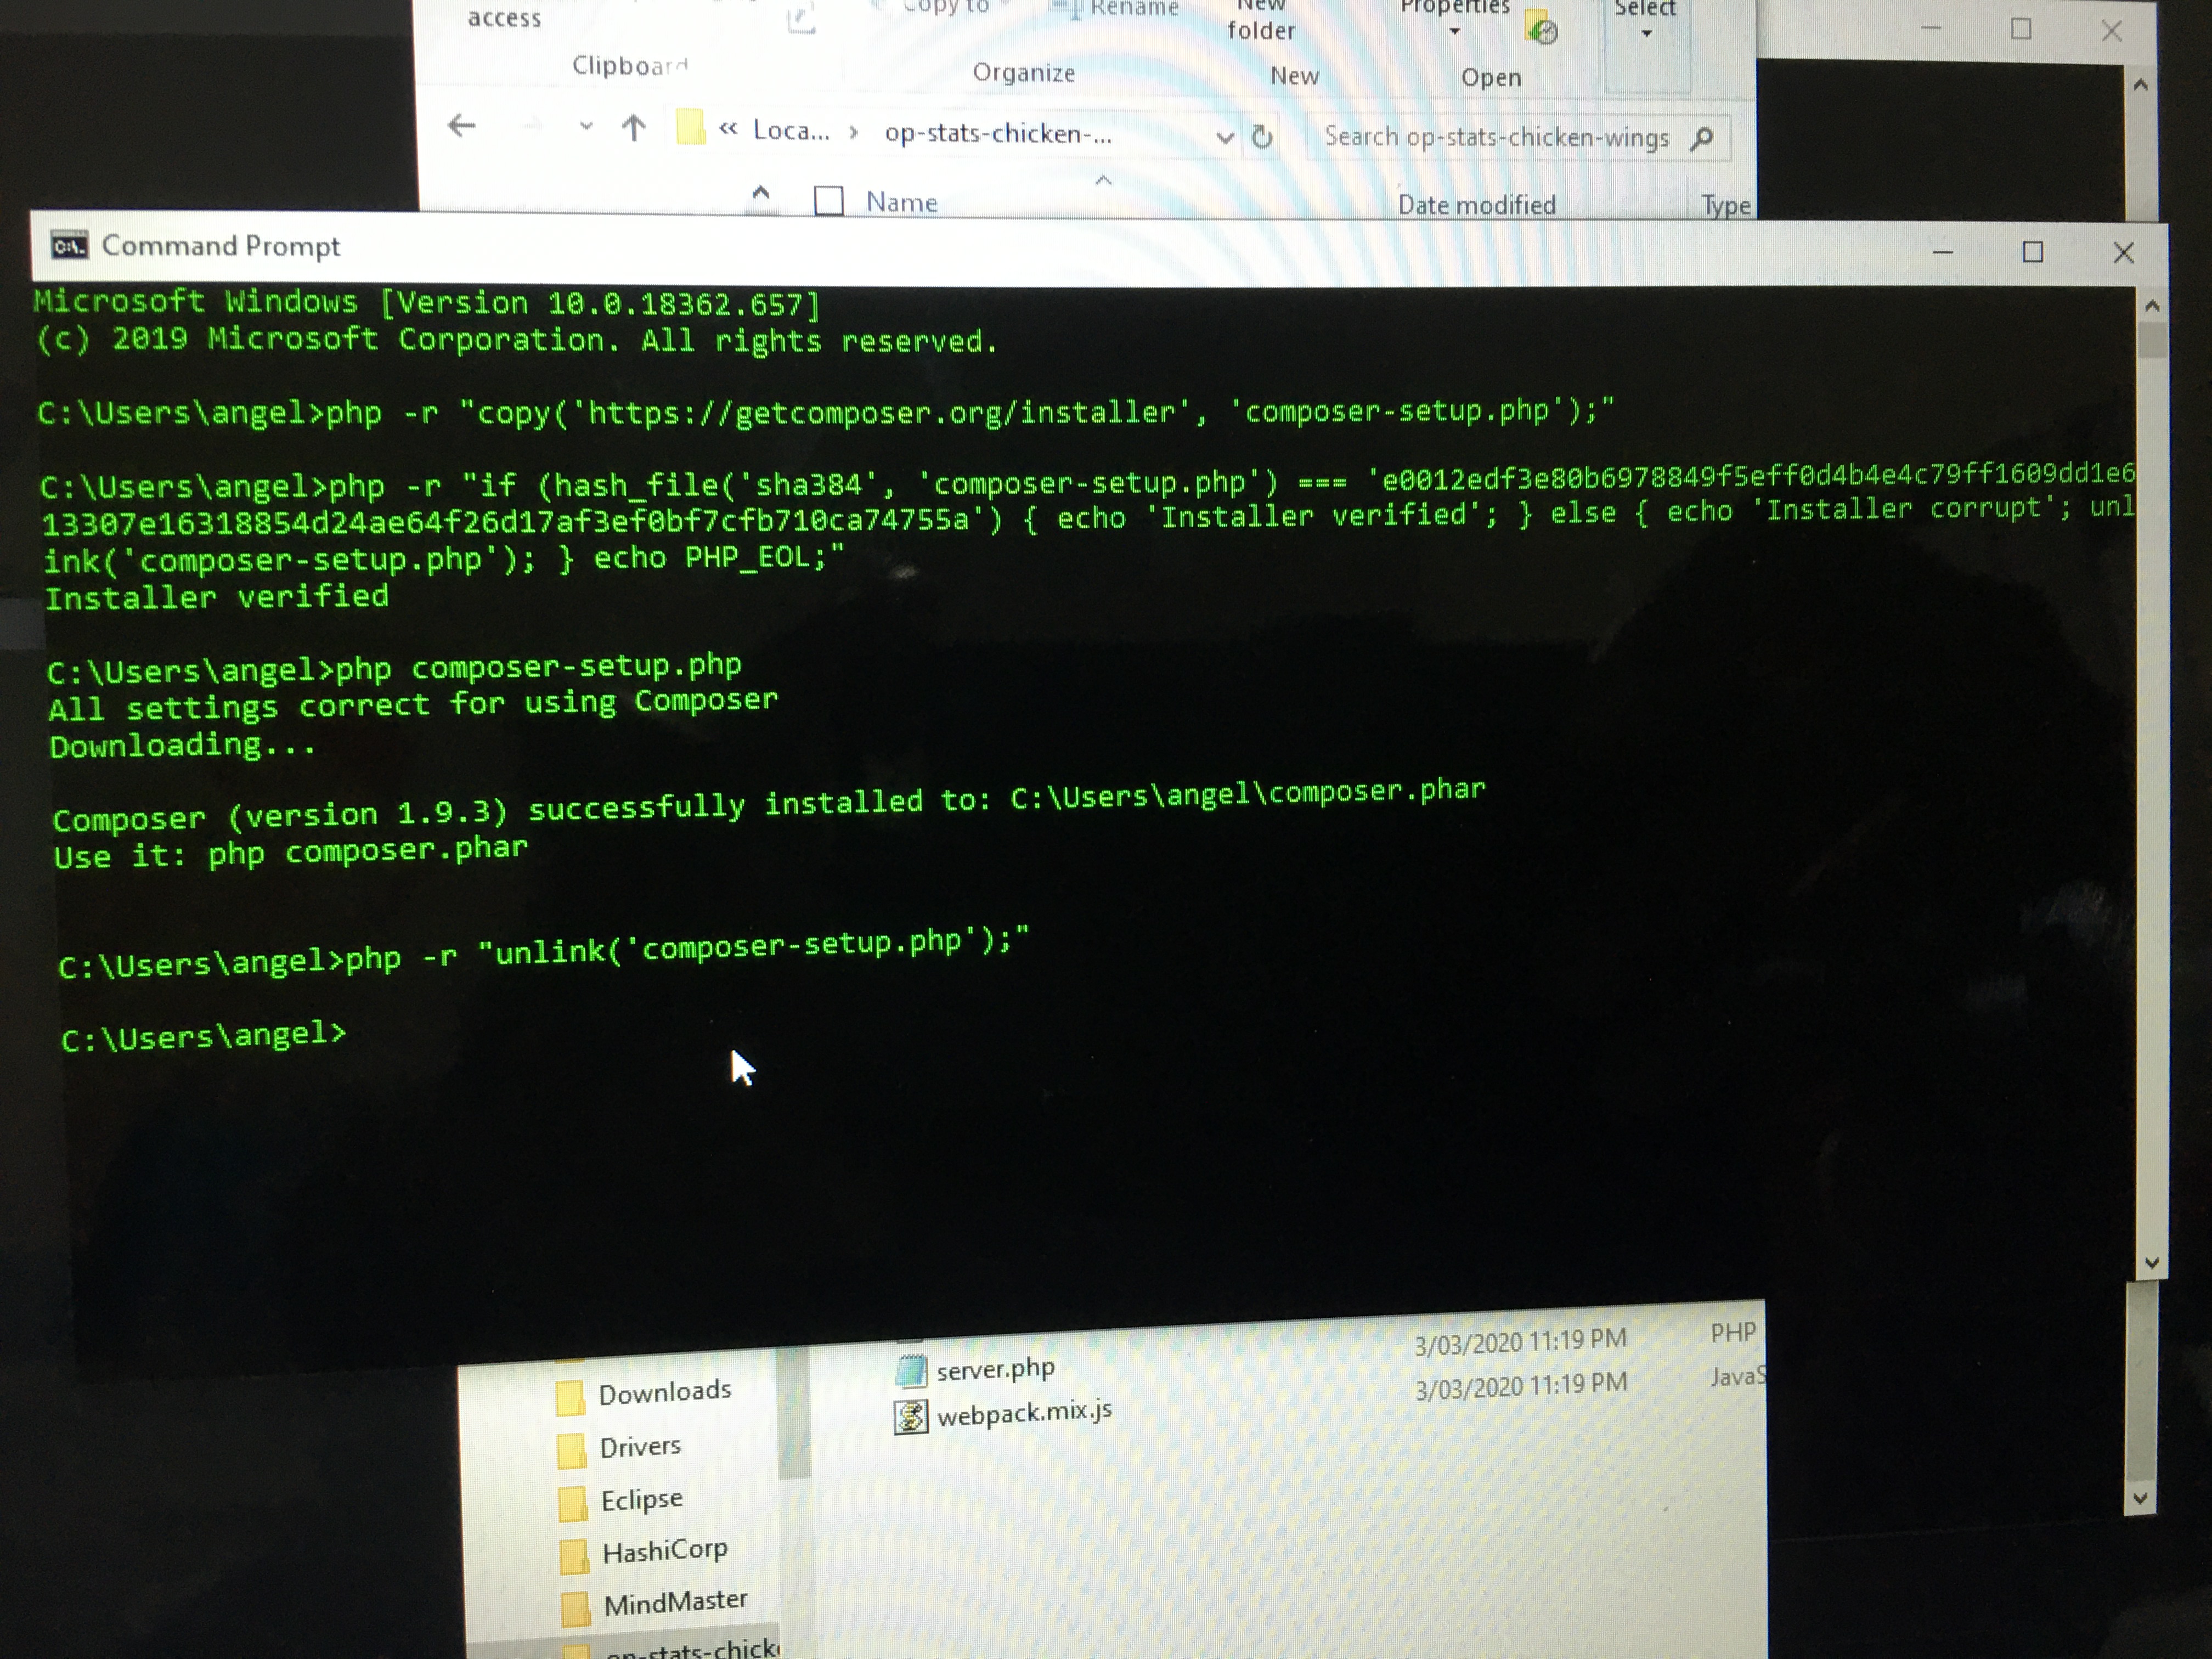 access
Copy to
Rename
New
folder
Properties
Select
Clipboard
Organize
New
Open
« Loca... › op-stats-chicken-...
Search op-stats-chicken-wings
Name
Date modified
Type
Command Prompt
Microsoft Windows [Version 10.0.18362.657]
(c) 2019 Microsoft Corporation. All rights reserved.
C:\Users\angel>php -r "copy('https://getcomposer.org/installer', 'composer-setup.php');"
C:\Users\angel>php -r "if (hash_file('sha384', 'composer-setup.php') === 'e0012edf3e80b6978849f5eff0d4b4e4c79ff1609dd1e6
13307e16318854d24ae64f26d17af3ef0bf7cfb710ca74755a') { echo 'Installer verified'; } else { echo 'Installer corrupt'; unl
ink('composer-setup.php'); } echo PHP_EOL;"
Installer verified
C:\Users\angel>php composer-setup.php
All settings correct for using Composer
Downloading...
Composer (version 1.9.3) successfully installed to: C:\Users\angel\composer.phar
Use it: php composer.phar
C:\Users\angel>php -r "unlink('composer-setup.php');"
C:\Users\angel>
server.php 3/03/2020 11:19 PM PHP
webpack.mix.js 3/03/2020 11:19 PM JavaS
Downloads
Drivers
Eclipse
HashiCorp
MindMaster
op-stats-chick